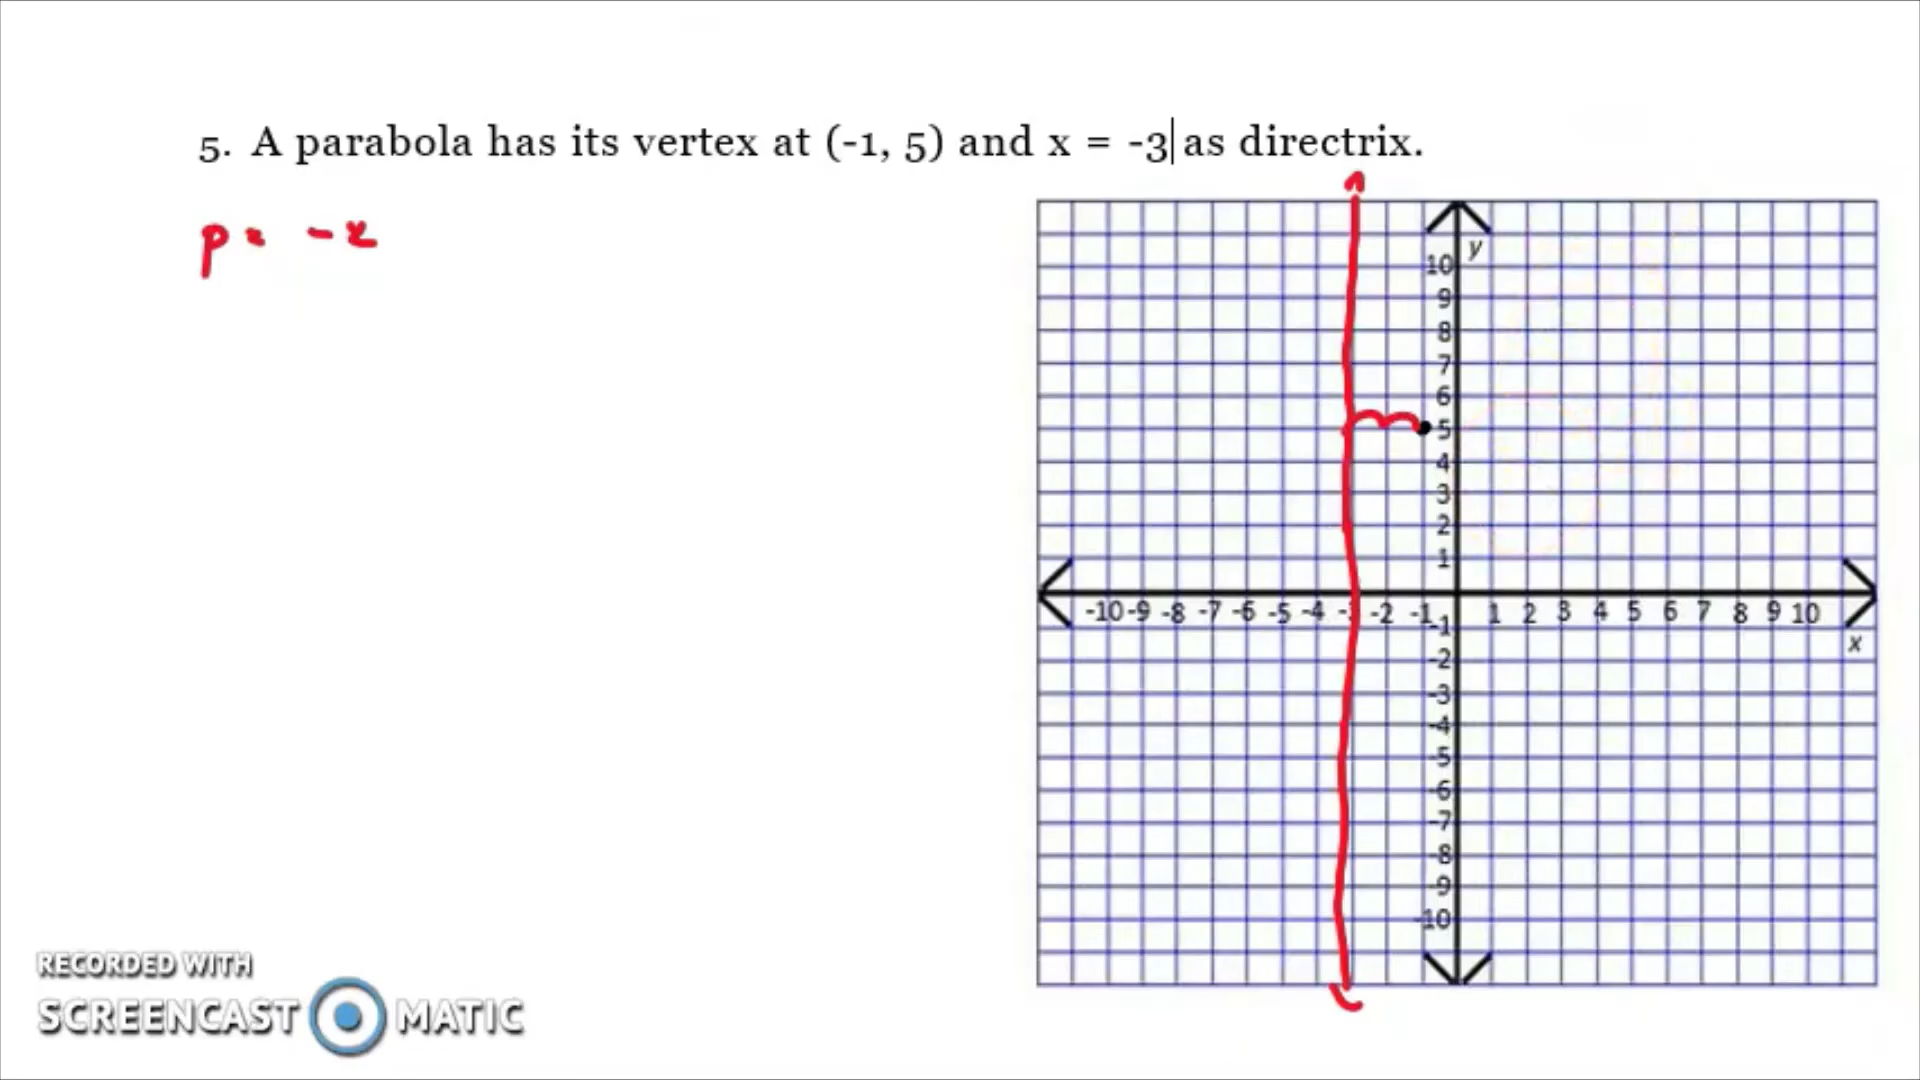 5. A parabola has its vertex at (-1, 5) and x = -3 as directrix.
p = -2
y
10
9
8
7
6
5
4
3
2
1
-10 -9 -8 -7 -6 -5 -4 -3 -2 -1 1 2 3 4 5 6 7 8 9 10
-1
x
-2
-3
-4
-5
-6
-7
-8
-9
-10
RECORDED WITH
SCREENCAST MATIC